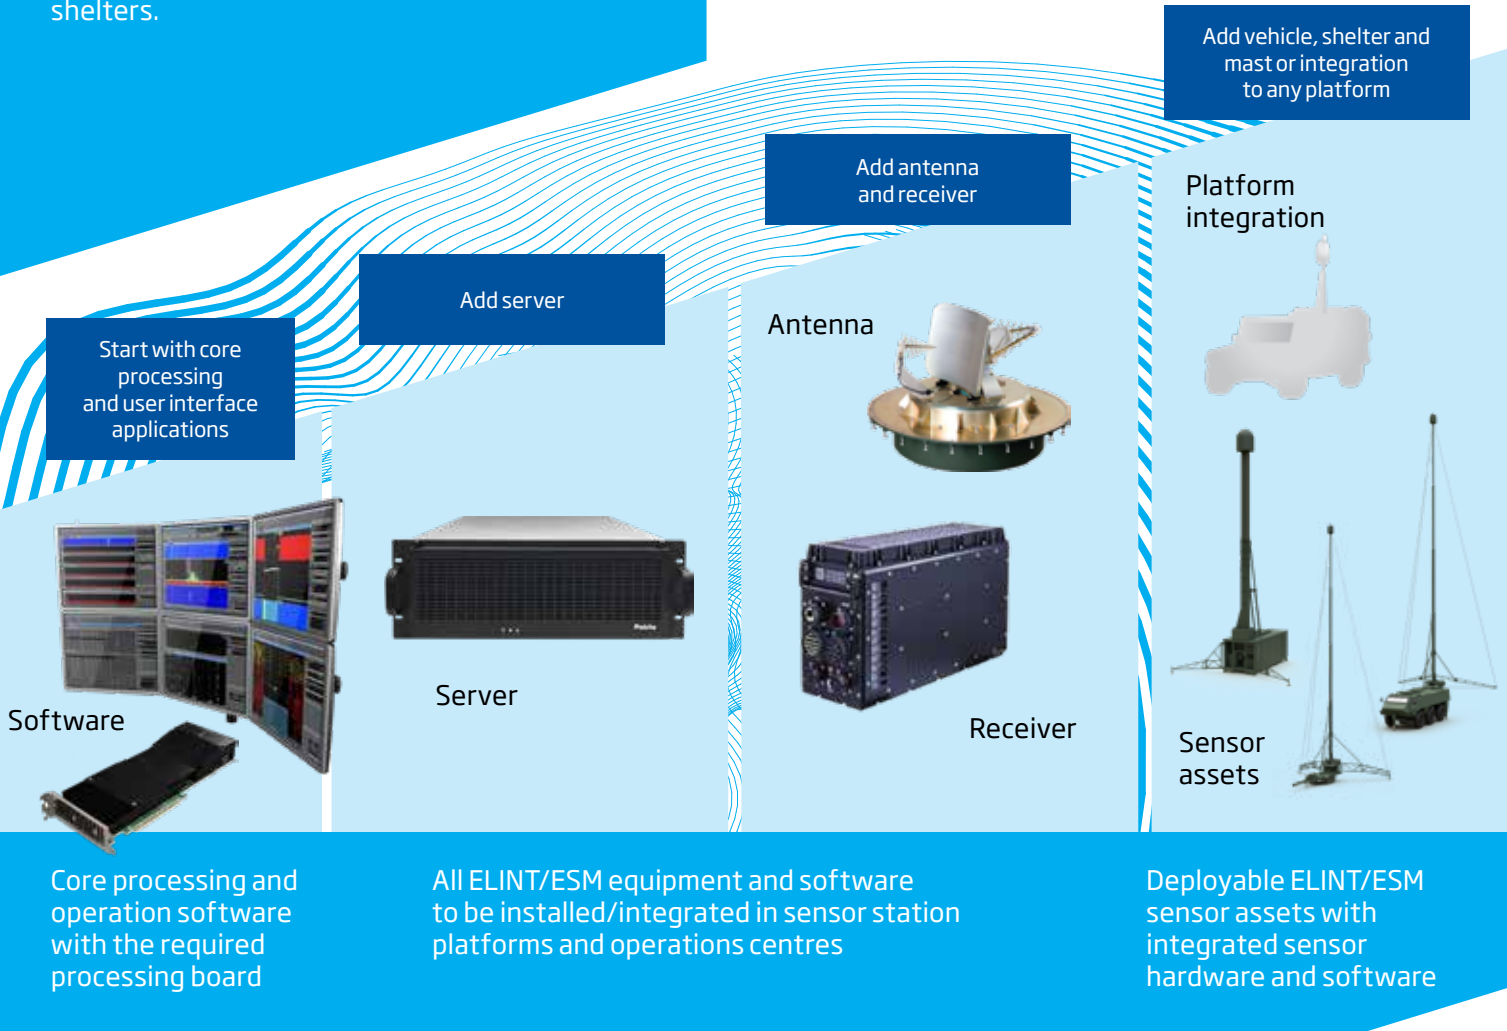 shelters.
Add vehicle, shelter and
mast or integration
to any platform
Add antenna
and receiver
Add server
Start with core
processing
and user interface
applications
Platform
integration
Antenna
Receiver
Server
Software
Sensor
assets
Core processing and
operation software
with the required
processing board
All ELINT/ESM equipment and software
to be installed/integrated in sensor station
platforms and operations centres
Deployable ELINT/ESM
sensor assets with
integrated sensor
hardware and software